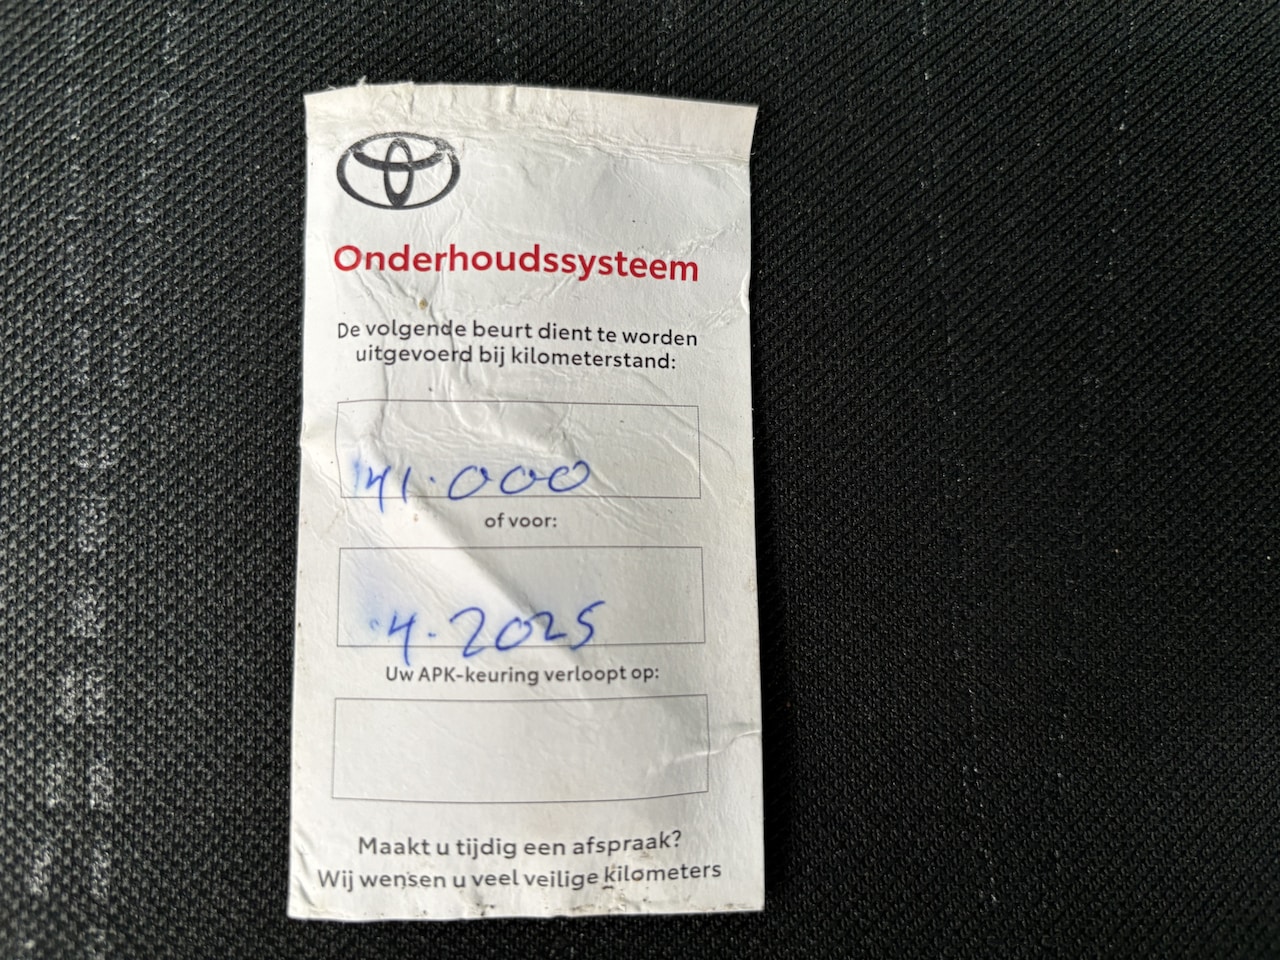 Onderhoudssysteem
De volgende beurt dient te worden
uitgevoerd bij kilometerstand:
141.000
of voor:
4.2025
Uw APK-keuring verloopt op:
Maakt u tijdig een afspraak?
Wij wensen u veel veilige kilometers